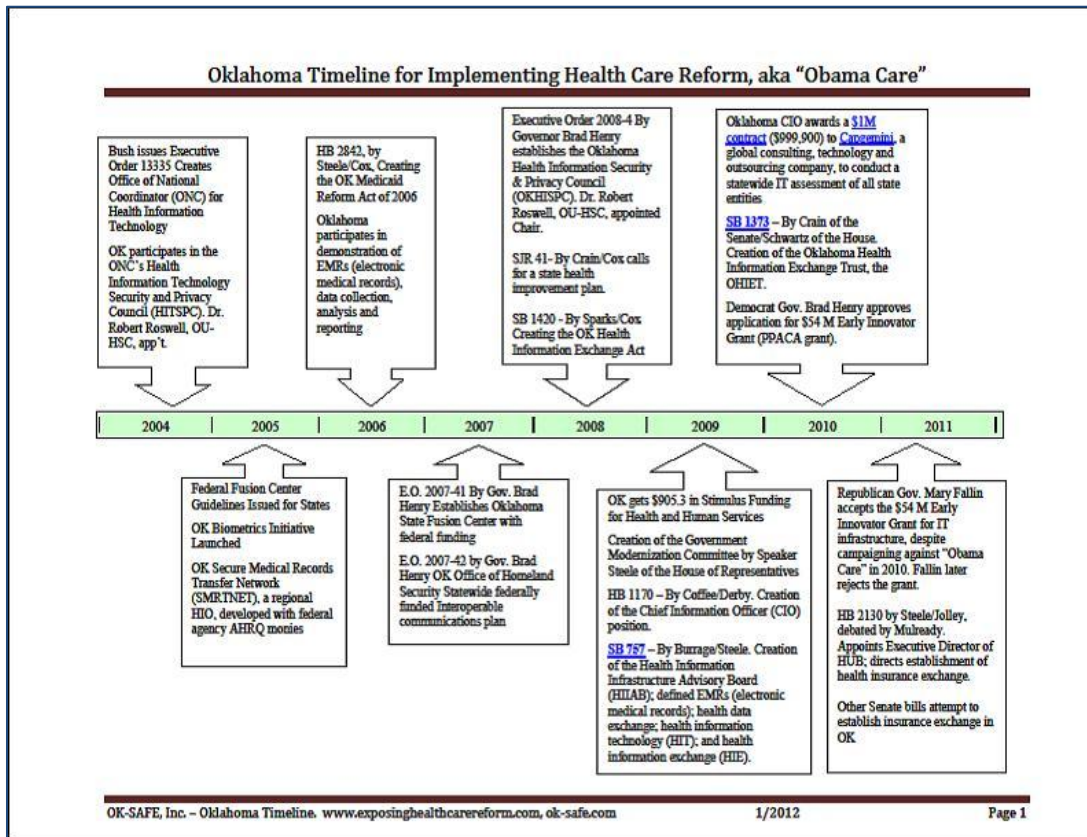 Oklahoma Timeline for Implementing Health Care Reform, aka “Obama Care”
Bush issues Executive
Order 13335 Creates
Office of National
Coordinator (ONC) for
Health Information
Technology
OK participates in the
ONC’s Health
Information Technology
Security and Privacy
Council (HITSPC). Dr.
Robert Roswell, OU-
HSC, app’t.
HB 2842, by
Steele/Cox, Creating
the OK Medicaid
Reform Act of 2006
Oklahoma
participates in
demonstration of
EMRs (electronic
medical records),
data collection,
analysis and
reporting
Executive Order 2008-4 By
Governor Brad Henry
establishes the Oklahoma
Health Information Security
& Privacy Council
(OKHISPC). Dr. Robert
Roswell, OU-HSC, appointed
Chair.
SJR 41- By Crain/Cox calls
for a state health
improvement plan.
SB 1420 - By Sparks/Cox
Creating the OK Health
Information Exchange Act
Oklahoma CIO awards a $1M
contract ($999,900) to Capgemini, a
global consulting, technology and
outsourcing company, to conduct a
statewide IT assessment of all state
entities
SB 1373 – By Crain of the
Senate/Schwartz of the House.
Creation of the Oklahoma Health
Information Exchange Trust, the
OHIET.
Democrat Gov. Brad Henry approves
application for $54 M Early Innovator
Grant (PPACA grant).
2004 2005 2006 2007 2008 2009 2010 2011
Federal Fusion Center
Guidelines Issued for States
OK Biometrics Initiative
Launched
OK Secure Medical Records
Transfer Network
(SMRTNET), a regional
HIO, developed with federal
agency AHRQ monies
E.O. 2007-41 By Gov. Brad
Henry Establishes Oklahoma
State Fusion Center with
federal funding
E.O. 2007-42 by Gov. Brad
Henry OK Office of Homeland
Security Statewide federally
funded Interoperable
communications plan
OK gets $905.3 in Stimulus Funding
for Health and Human Services
Creation of the Government
Modernization Committee by Speaker
Steele of the House of Representatives
HB 1170 – By Coffee/Derby. Creation
of the Chief Information Officer (CIO)
position.
SB 757 – By Burrage/Steele. Creation
of the Health Information
Infrastructure Advisory Board
(HIIAB); defined EMRs (electronic
medical records); health data
exchange; health information
technology (HIT); and health
information exchange (HIE).
Republican Gov. Mary Fallin
accepts the $54 M Early
Innovator Grant for IT
infrastructure, despite
campaigning against “Obama
Care” in 2010. Fallin later
rejects the grant.
HB 2130 by Steele/Jolley,
debated by Mulready.
Appoints Executive Director of
HUB; directs establishment of
health insurance exchange.
Other Senate bills attempt to
establish insurance exchange in
OK
OK-SAFE, Inc. – Oklahoma Timeline. www.exposinghealthcarereform.com, ok-safe.com 1/2012 Page 1